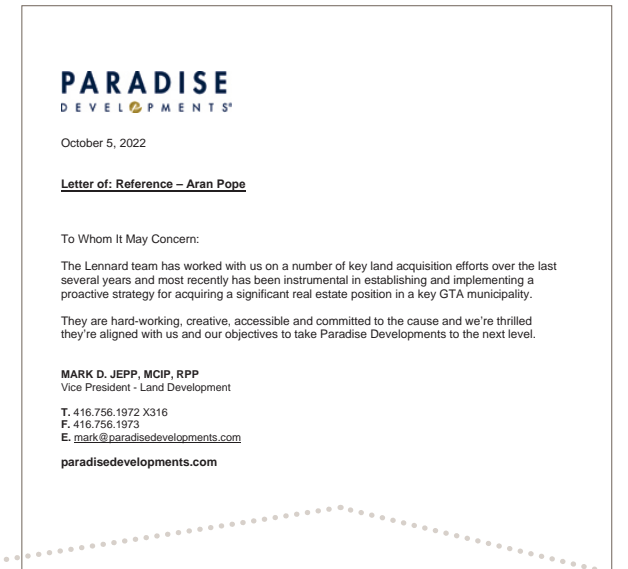 PARADISE
DEVELOPMENTS®
October 5, 2022
Letter of: Reference – Aran Pope
To Whom It May Concern:
The Lennard team has worked with us on a number of key land acquisition efforts over the last
several years and most recently has been instrumental in establishing and implementing a
proactive strategy for acquiring a significant real estate position in a key GTA municipality.
They are hard-working, creative, accessible and committed to the cause and we're thrilled
they're aligned with us and our objectives to take Paradise Developments to the next level.
MARK D. JEPP, MCIP, RPP
Vice President - Land Development
T. 416.756.1972 X316
F. 416.756.1973
E. mark@paradisedevelopments.com
paradisedevelopments.com